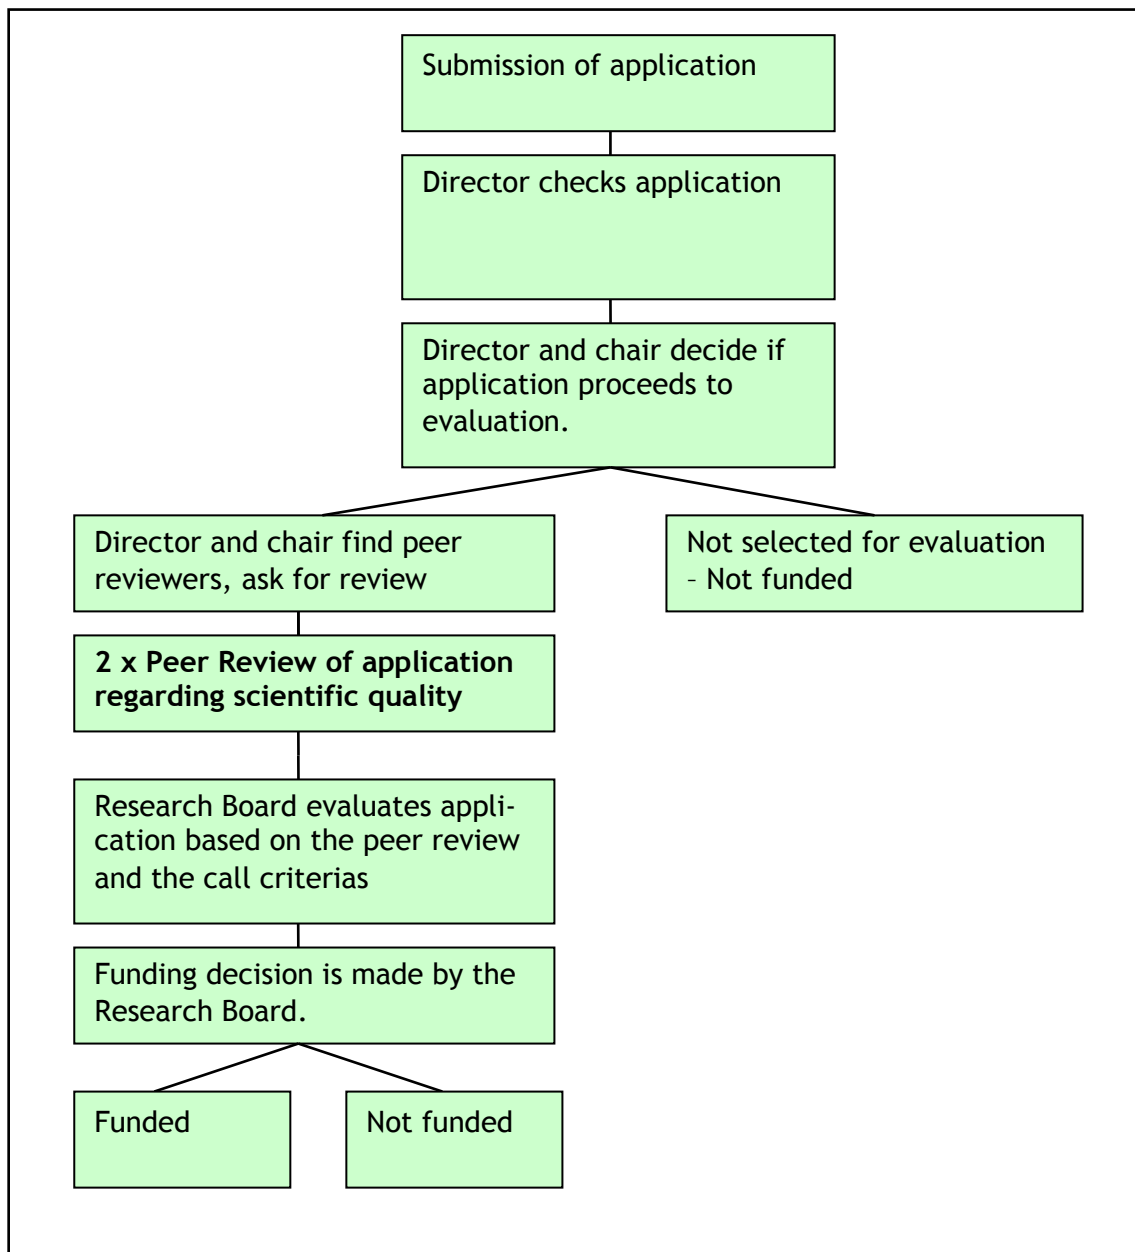 Submission of application
Director checks application
Director and chair decide if
application proceeds to
evaluation.
Director and chair find peer
reviewers, ask for review
Not selected for evaluation
– Not funded
2 x Peer Review of application
regarding scientific quality
Research Board evaluates appli-
cation based on the peer review
and the call criterias
Funding decision is made by the
Research Board.
Funded
Not funded